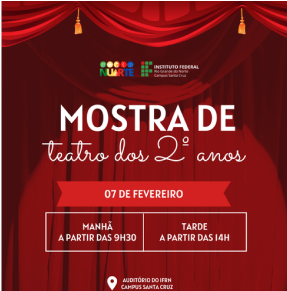 NUARTE
INSTITUTO FEDERAL
Rio Grande do Norte
Campus Santa Cruz
MOSTRA DE
teatro dos 2º anos
07 DE FEVEREIRO
MANHÃ
A PARTIR DAS 9H30
TARDE
A PARTIR DAS 14H
AUDITÓRIO DO IFRN
CAMPUS SANTA CRUZ